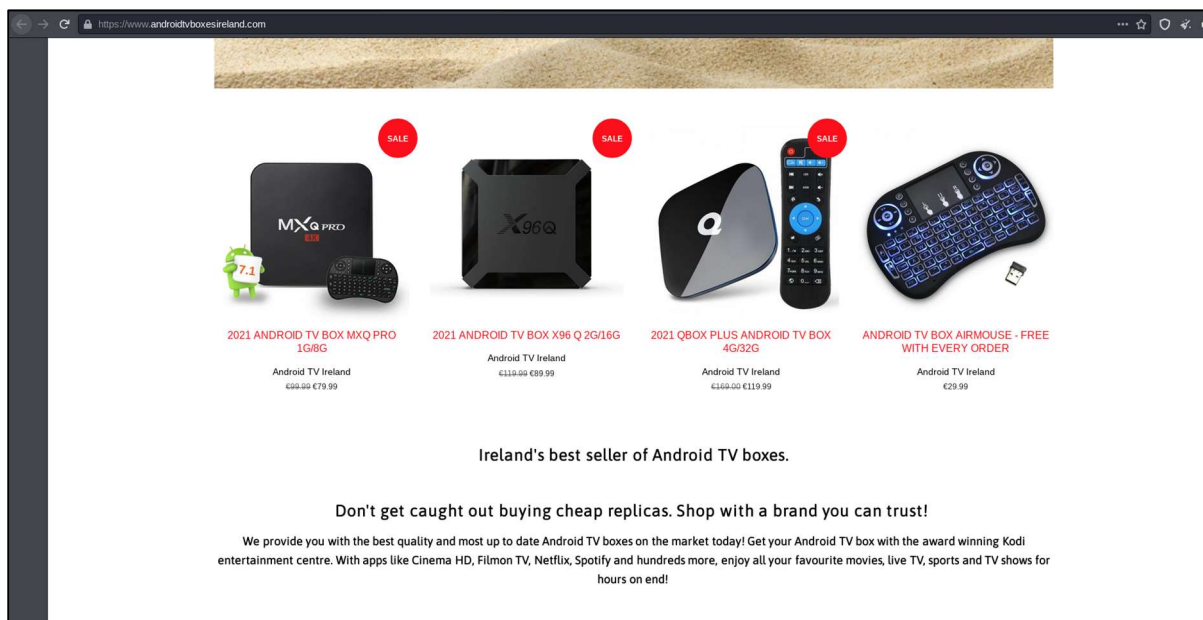 https://www.androidtvboxesireland.com
SALE
SALE
SALE
MXQ PRO
4K
7.1
X96Q
Q
2021 ANDROID TV BOX MXQ PRO
1G/8G
Android TV Ireland
€99.99 €79.99
2021 ANDROID TV BOX X96 Q 2G/16G
Android TV Ireland
€119.99 €89.99
2021 QBOX PLUS ANDROID TV BOX
4G/32G
Android TV Ireland
€169.00 €119.99
ANDROID TV BOX AIRMOUSE - FREE
WITH EVERY ORDER
Android TV Ireland
€29.99
Ireland's best seller of Android TV boxes.
Don't get caught out buying cheap replicas. Shop with a brand you can trust!
We provide you with the best quality and most up to date Android TV boxes on the market today! Get your Android TV box with the award winning Kodi
entertainment centre. With apps like Cinema HD, Filmon TV, Netflix, Spotify and hundreds more, enjoy all your favourite movies, live TV, sports and TV shows for
hours on end!